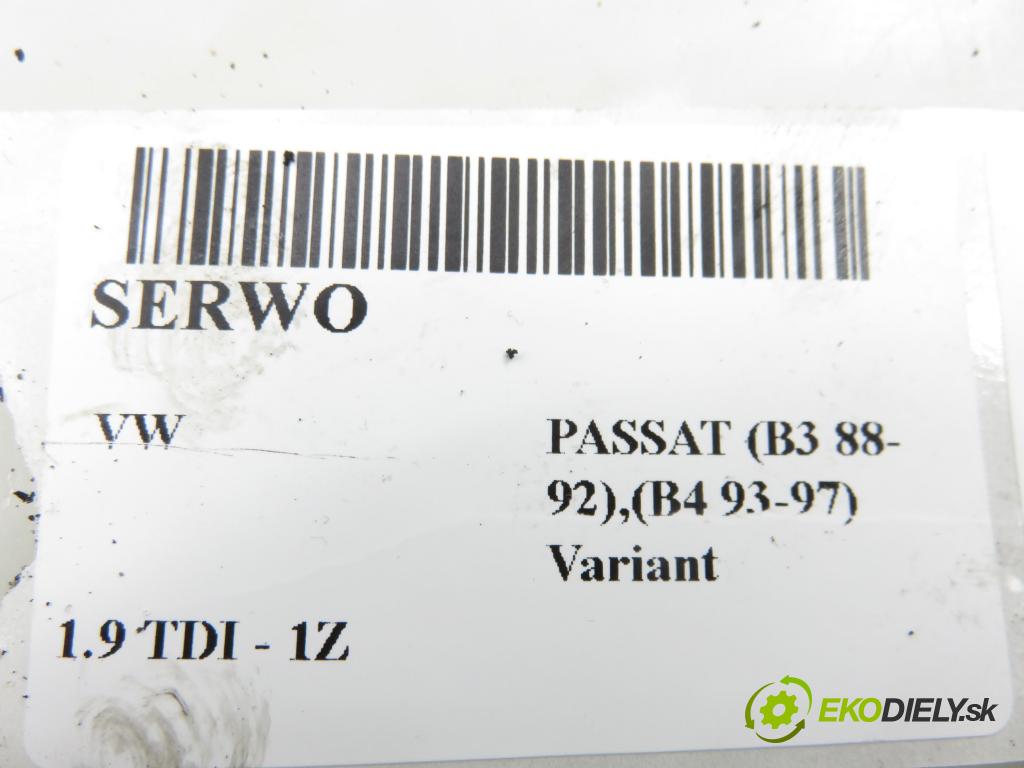 SERWO
VW
PASSAT (B3 88-
92),(B4 93-97)
Variant
1.9 TDI - 1Z
EKODIELY.sk